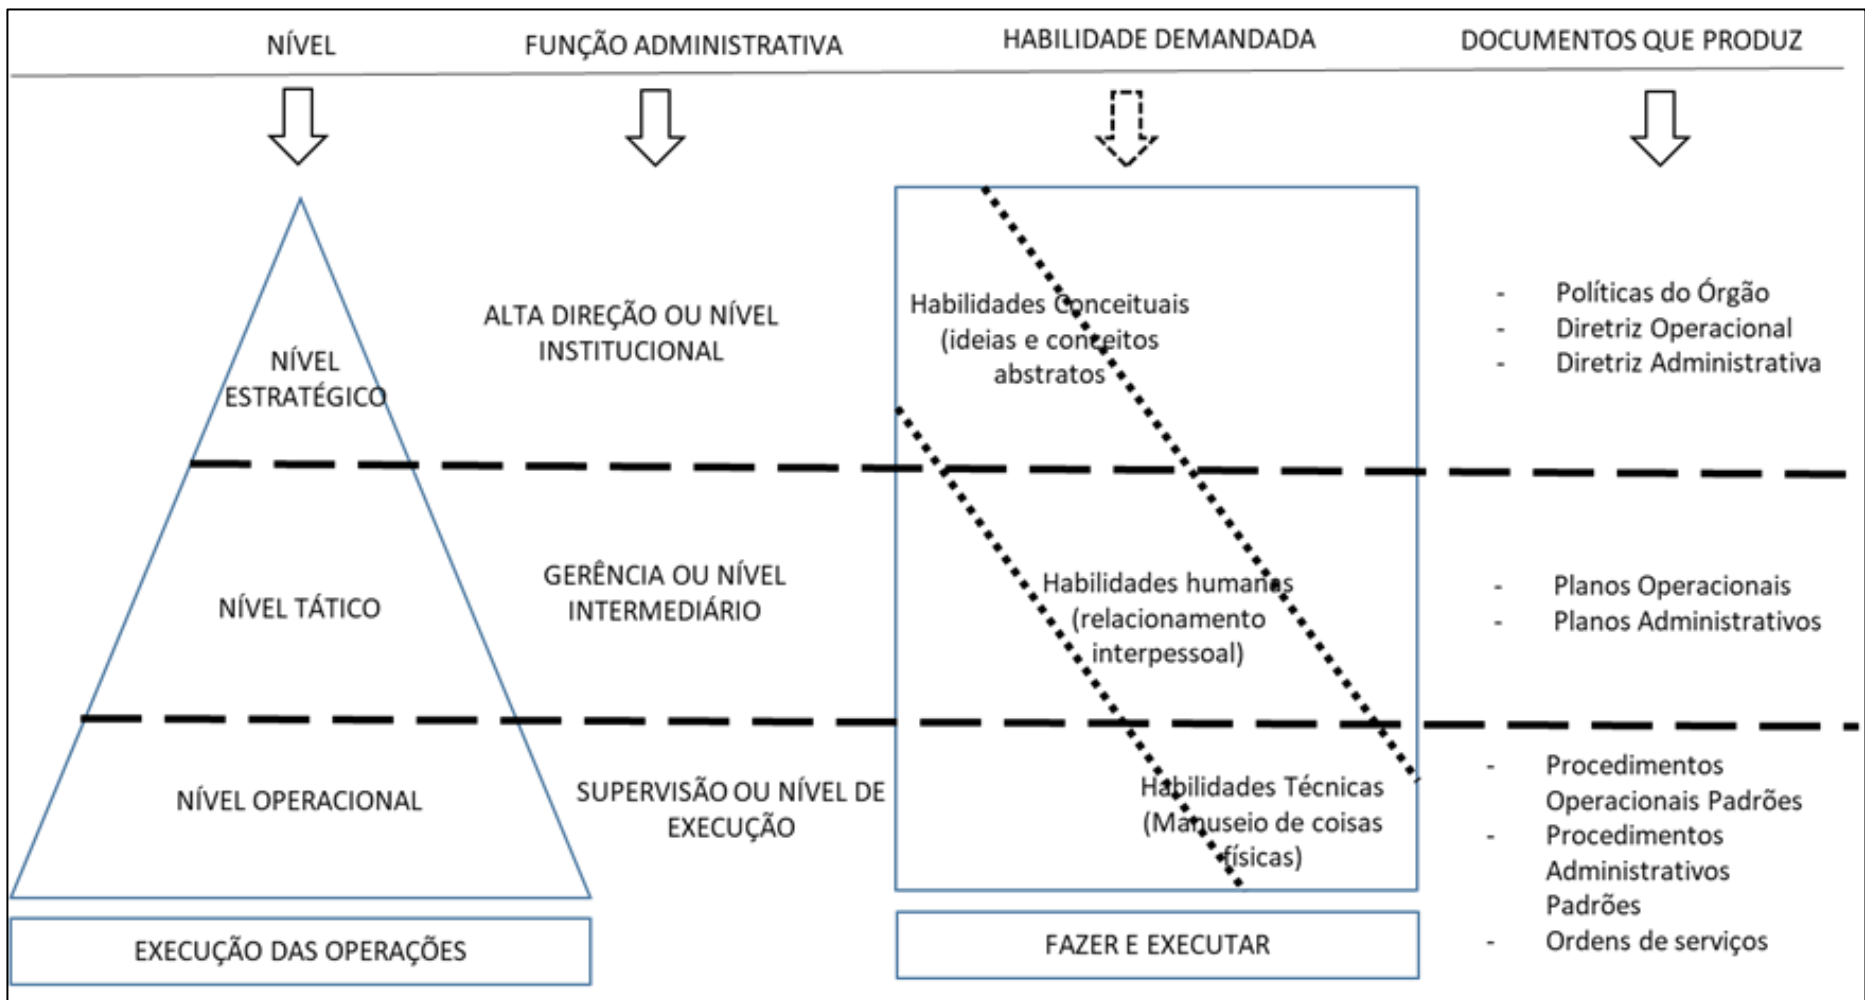 NÍVEL
FUNÇÃO ADMINISTRATIVA
HABILIDADE DEMANDADA
DOCUMENTOS QUE PRODUZ
NÍVEL
ESTRATÉGICO
ALTA DIREÇÃO OU NÍVEL
INSTITUCIONAL
Habilidades Conceituais
(ideias e conceitos
abstratos
- Políticas do Órgão
- Diretriz Operacional
- Diretriz Administrativa
NÍVEL TÁTICO
GERÊNCIA OU NÍVEL
INTERMEDIÁRIO
Habilidades humanas
(relacionamento
interpessoal)
- Planos Operacionais
- Planos Administrativos
NÍVEL OPERACIONAL
SUPERVISÃO OU NÍVEL DE
EXECUÇÃO
Habilidades Técnicas
(Manuseio de coisas
físicas)
- Procedimentos
Operacionais Padrões
- Procedimentos
Administrativos
Padrões
- Ordens de serviços
EXECUÇÃO DAS OPERAÇÕES
FAZER E EXECUTAR